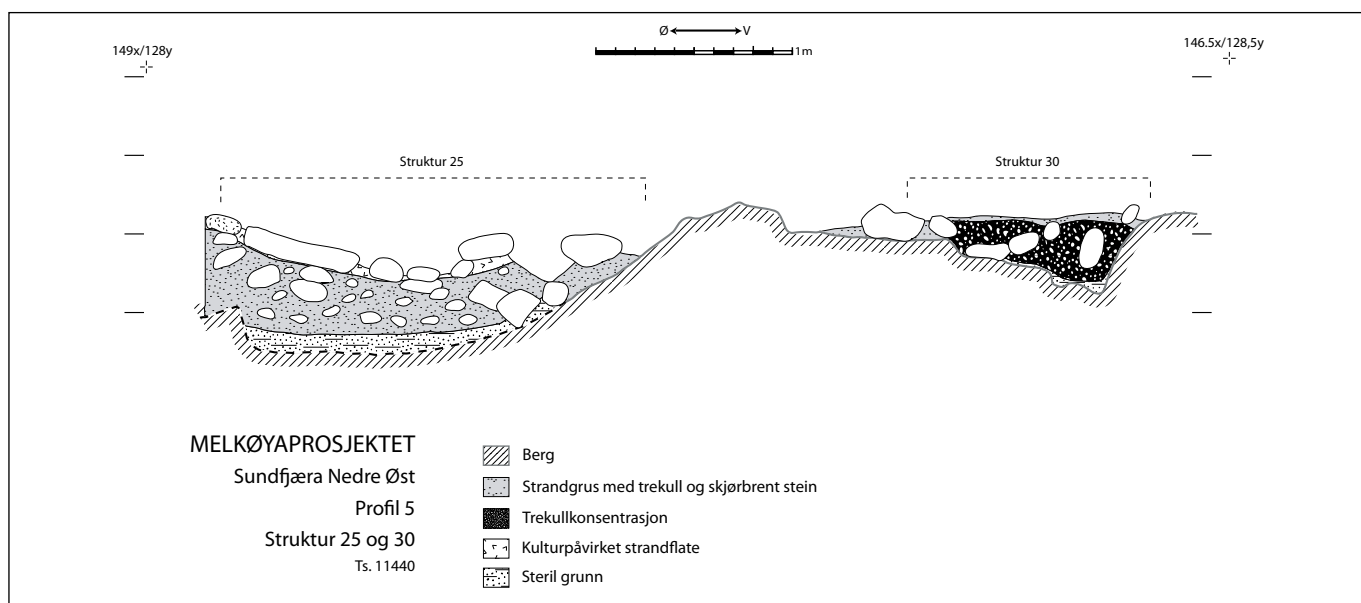 Ø V
149x/128y
1m
146.5x/128,5y
Struktur 25
Struktur 30
MELKØYAPROSJEKTET
Sundfjæra Nedre Øst
Profil 5
Struktur 25 og 30
Ts. 11440
Berg
Strandgrus med trekull og skjørbrent stein
Trekullkonsentrasjon
Kulturpåvirket strandflate
Steril grunn